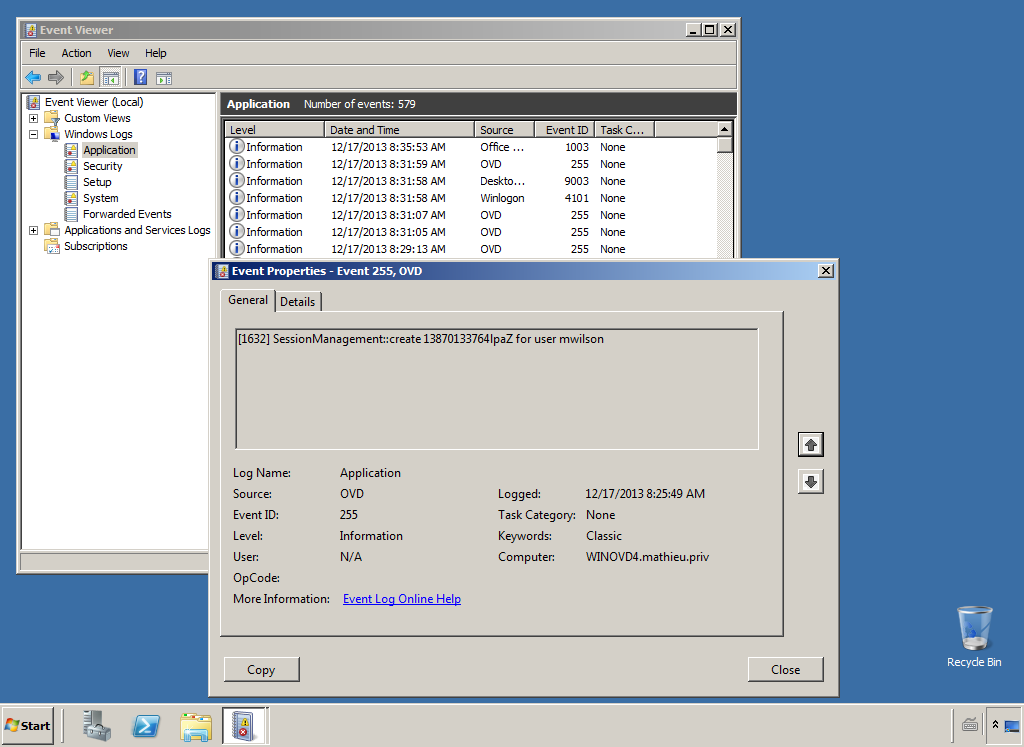 Event Viewer
File Action View Help
Event Viewer (Local)
Custom Views
Windows Logs
Application
Security
Setup
System
Forwarded Events
Applications and Services Logs
Subscriptions
Application Number of events: 579
Level Date and Time Source Event ID Task C...
Information 12/17/2013 8:35:53 AM Office ... 1003 None
Information 12/17/2013 8:31:59 AM OVD 255 None
Information 12/17/2013 8:31:58 AM Deskto... 9003 None
Information 12/17/2013 8:31:58 AM Winlogon 4101 None
Information 12/17/2013 8:31:07 AM OVD 255 None
Information 12/17/2013 8:31:05 AM OVD 255 None
Information 12/17/2013 8:29:13 AM OVD 255 None
Event Properties - Event 255, OVD
General Details
[1632] SessionManagement::create 13870133764lpaZ for user mwilson
Log Name: Application
Source: OVD Logged: 12/17/2013 8:25:49 AM
Event ID: 255 Task Category: None
Level: Information Keywords: Classic
User: N/A Computer: WINOVD4.mathieu.priv
OpCode:
More Information: Event Log Online Help
Copy Close
Recycle Bin
Start